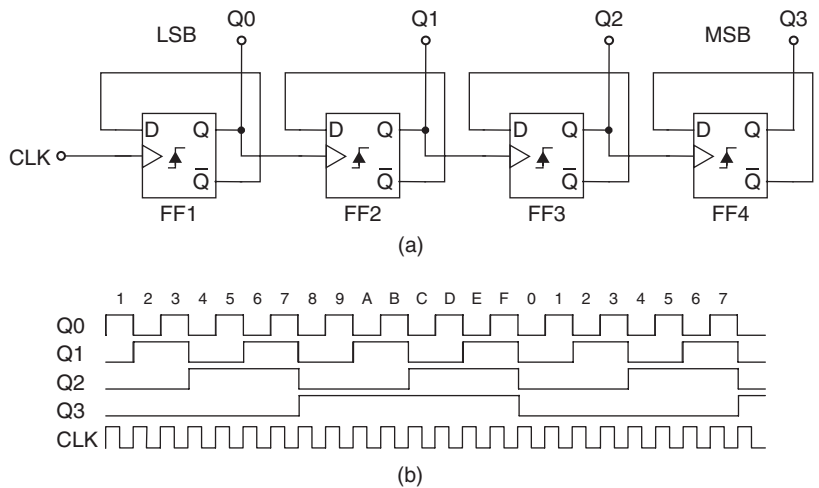 LSB Q0 Q1 Q2 MSB Q3
D Q D Q D Q D Q
CLK
Q̅ Q̅ Q̅ Q̅
FF1 FF2 FF3 FF4
(a)
1 2 3 4 5 6 7 8 9 A B C D E F 0 1 2 3 4 5 6 7
Q0
Q1
Q2
Q3
CLK
(b)